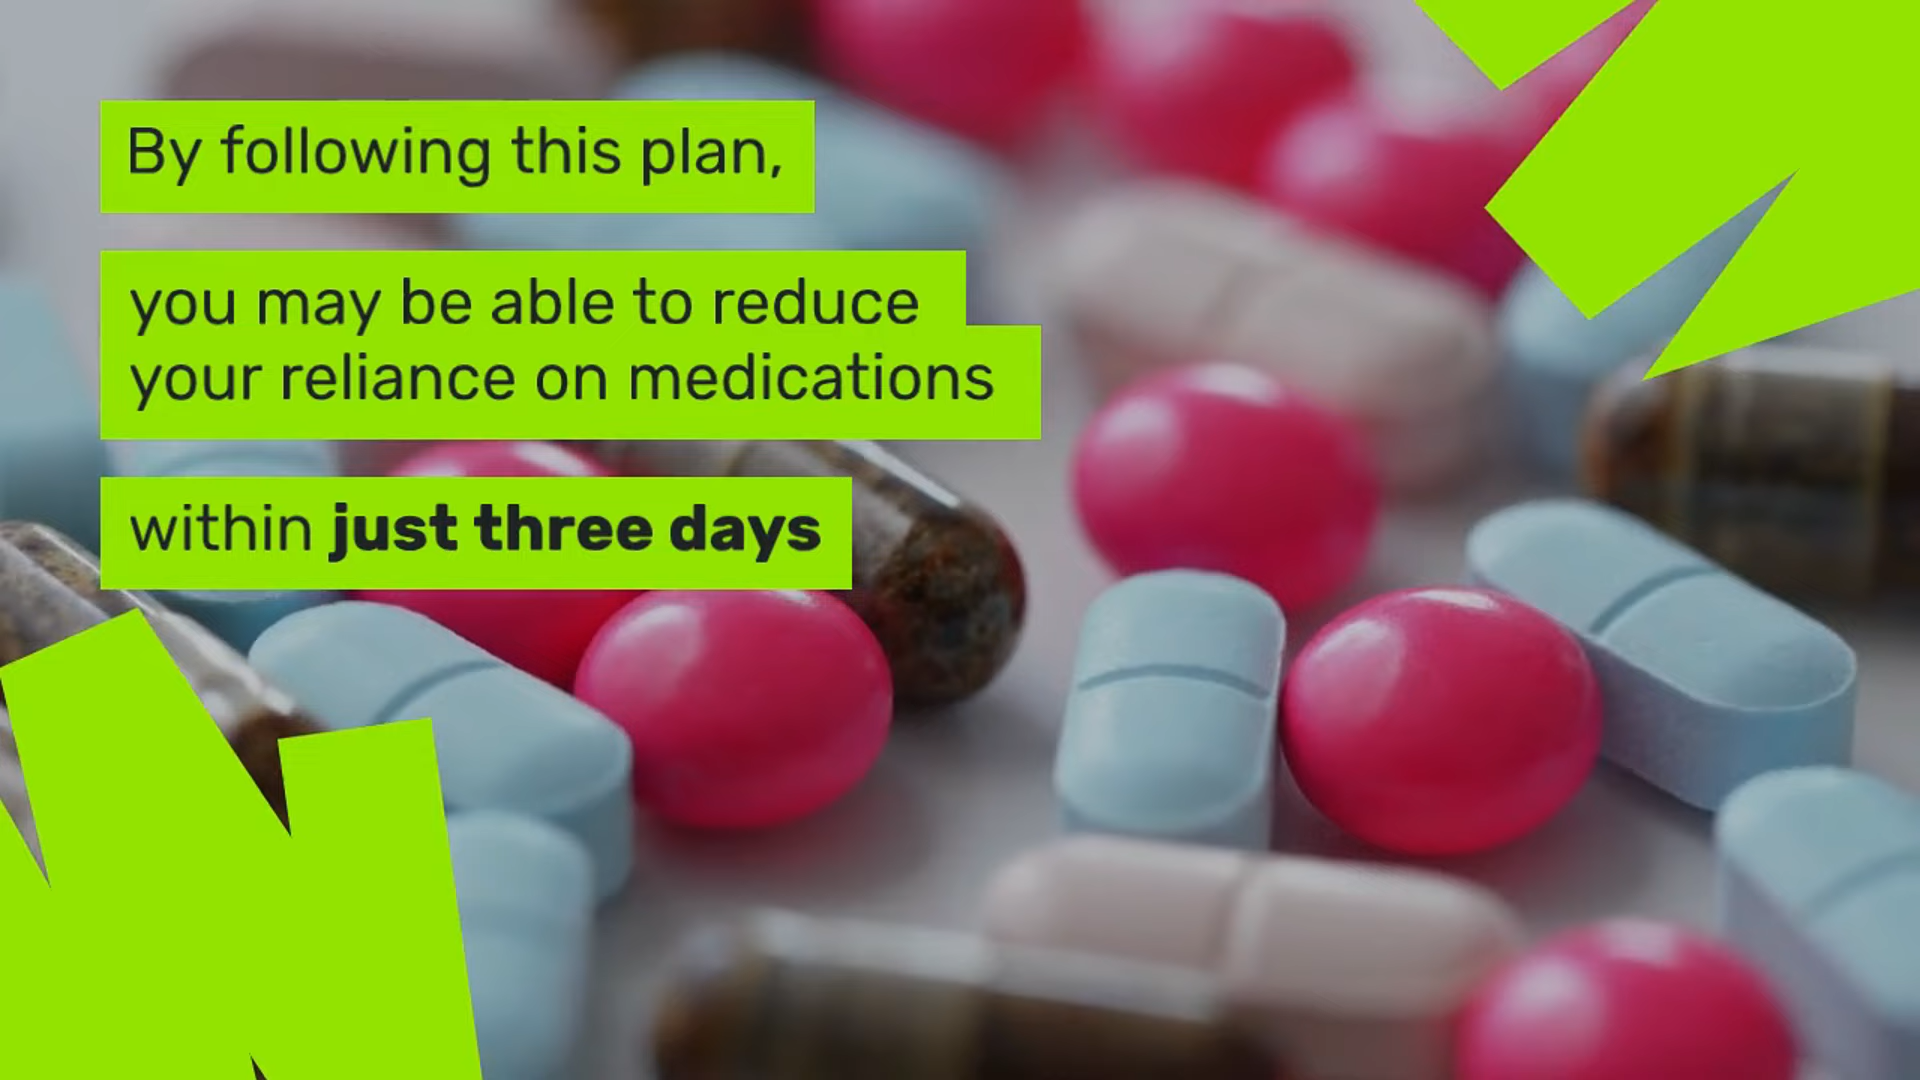 By following this plan,
you may be able to reduce
your reliance on medications
within just three days